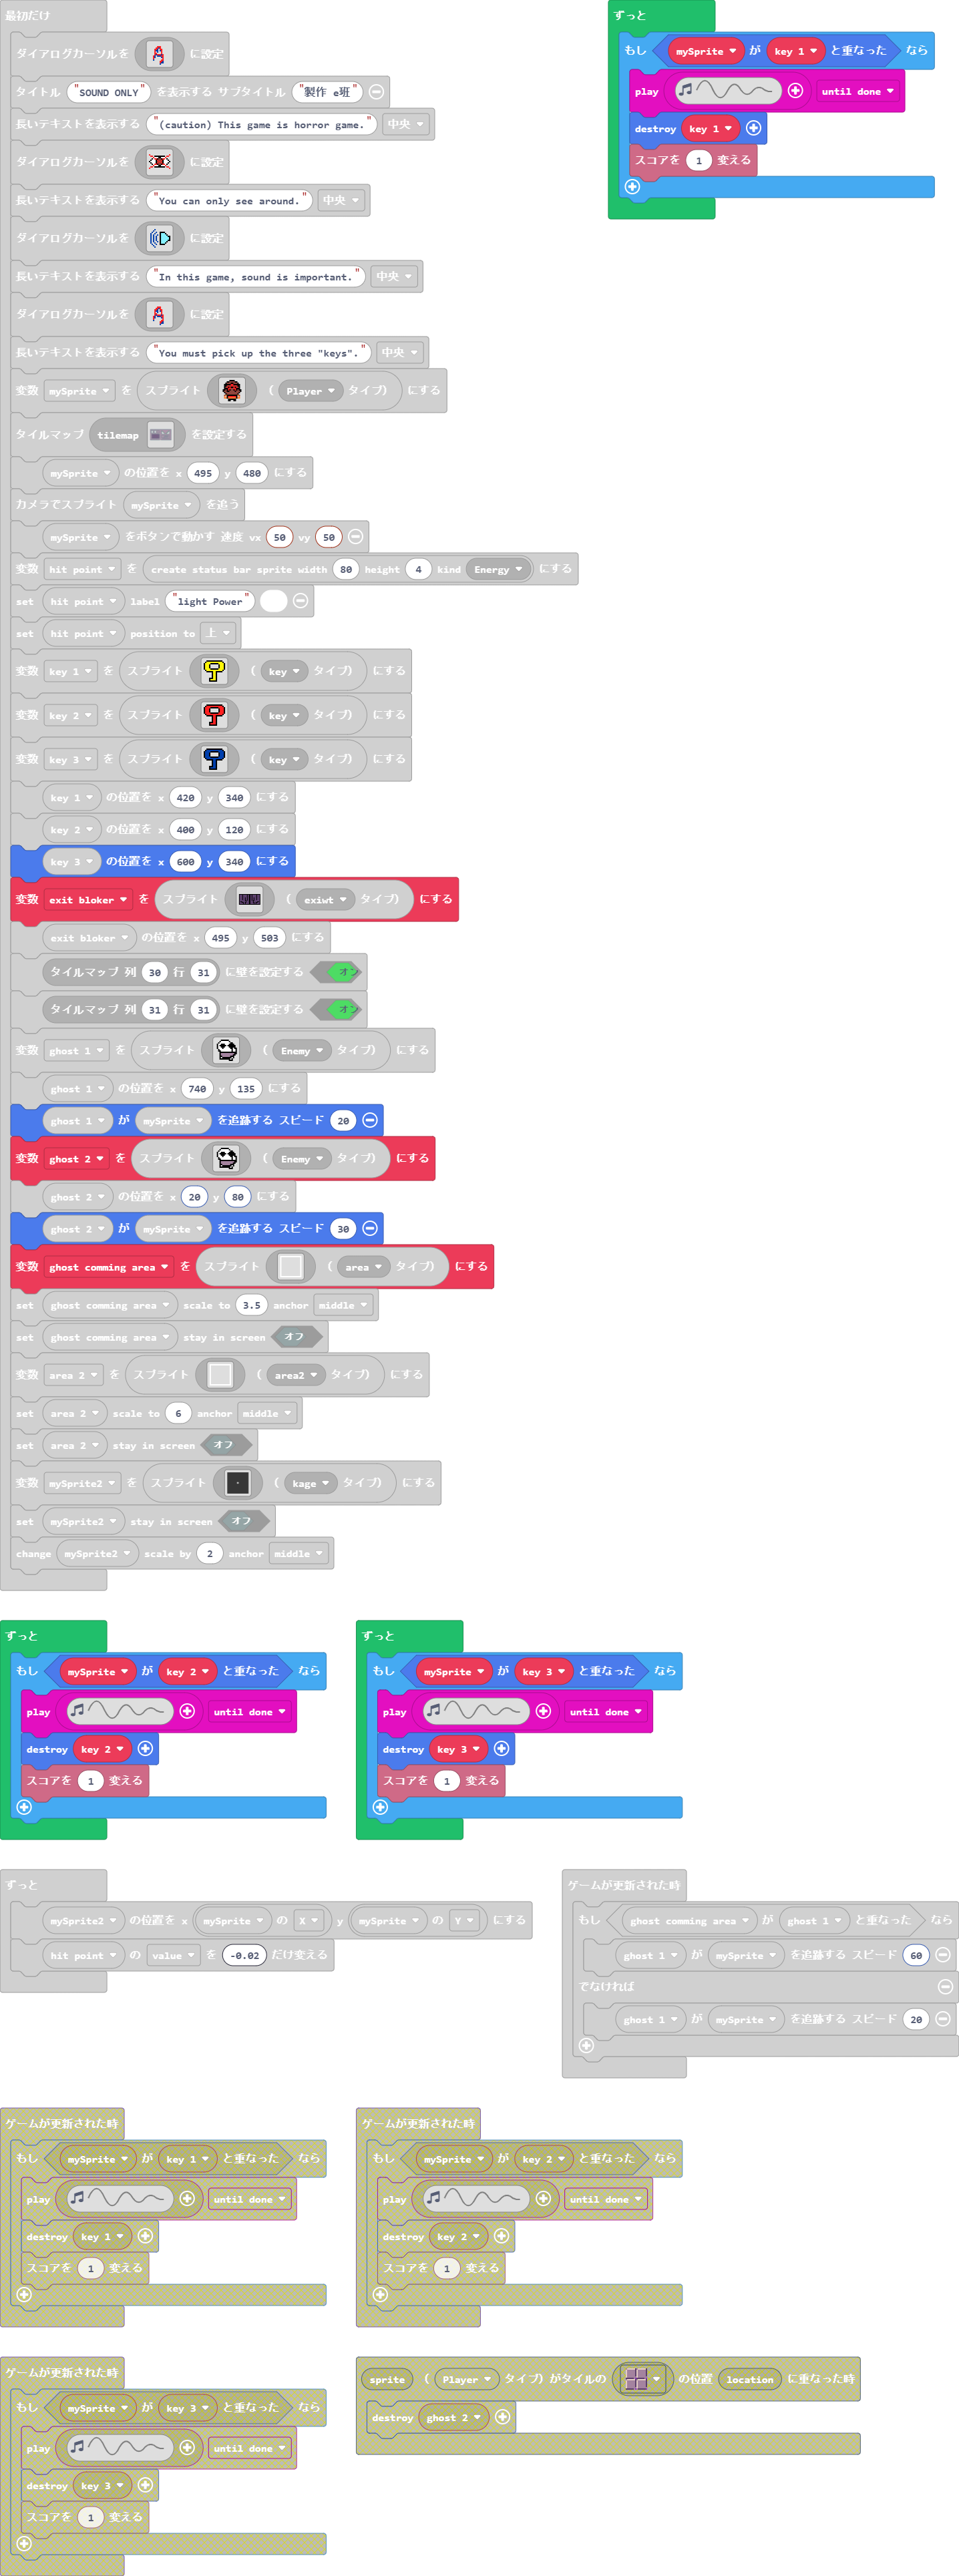 最初だけ
ダイアログカーソルを に設定
タイトル "SOUND ONLY" を表示する サブタイトル "製作 e班"
長いテキストを表示する "(caution) This game is horror game." 中央
ダイアログカーソルを に設定
長いテキストを表示する "You can only see around." 中央
ダイアログカーソルを に設定
長いテキストを表示する "In this game, sound is important." 中央
ダイアログカーソルを に設定
長いテキストを表示する "You must pick up the three "keys"." 中央
変数 mySprite を スプライト ( Player タイプ) にする
タイルマップ tilemap を設定する
mySprite の位置を x 495 y 480 にする
カメラでスプライト mySprite を追う
mySprite をボタンで動かす 速度 vx 50 vy 50
変数 hit point を create status bar sprite width 80 height 4 kind Energy にする
set hit point label "light Power"
set hit point position to 上
変数 key 1 を スプライト ( key タイプ) にする
変数 key 2 を スプライト ( key タイプ) にする
変数 key 3 を スプライト ( key タイプ) にする
key 1 の位置を x 420 y 340 にする
key 2 の位置を x 400 y 120 にする
key 3 の位置を x 600 y 340 にする
変数 exit bloker を スプライト ( exiwt タイプ) にする
exit bloker の位置を x 495 y 503 にする
タイルマップ 列 30 行 31 に壁を設定する オン
タイルマップ 列 31 行 31 に壁を設定する オン
変数 ghost 1 を スプライト ( Enemy タイプ) にする
ghost 1 の位置を x 740 y 135 にする
ghost 1 が mySprite を追跡する スピード 20
変数 ghost 2 を スプライト ( Enemy タイプ) にする
ghost 2 の位置を x 20 y 80 にする
ghost 2 が mySprite を追跡する スピード 30
変数 ghost comming area を スプライト ( area タイプ) にする
set ghost comming area scale to 3.5 anchor middle
set ghost comming area stay in screen オフ
変数 area 2 を スプライト ( area2 タイプ) にする
set area 2 scale to 6 anchor middle
set area 2 stay in screen オフ
変数 mySprite2 を スプライト ( kage タイプ) にする
set mySprite2 stay in screen オフ
change mySprite2 scale by 2 anchor middle
ずっと
もし mySprite が key 1 と重なった なら
play until done
destroy key 1
スコアを 1 変える
ずっと
もし mySprite が key 2 と重なった なら
play until done
destroy key 2
スコアを 1 変える
ずっと
もし mySprite が key 3 と重なった なら
play until done
destroy key 3
スコアを 1 変える
ずっと
mySprite2 の位置を x mySprite の X y mySprite の Y にする
hit point の value を -0.02 だけ変える
ゲームが更新された時
もし ghost comming area が ghost 1 と重なった なら
ghost 1 が mySprite を追跡する スピード 60
でなければ
ghost 1 が mySprite を追跡する スピード 20
ゲームが更新された時
もし mySprite が key 1 と重なった なら
play until done
destroy key 1
スコアを 1 変える
ゲームが更新された時
もし mySprite が key 2 と重なった なら
play until done
destroy key 2
スコアを 1 変える
ゲームが更新された時
もし mySprite が key 3 と重なった なら
play until done
destroy key 3
スコアを 1 変える
sprite ( Player タイプ) がタイルの の位置 location に重なった時
destroy ghost 2